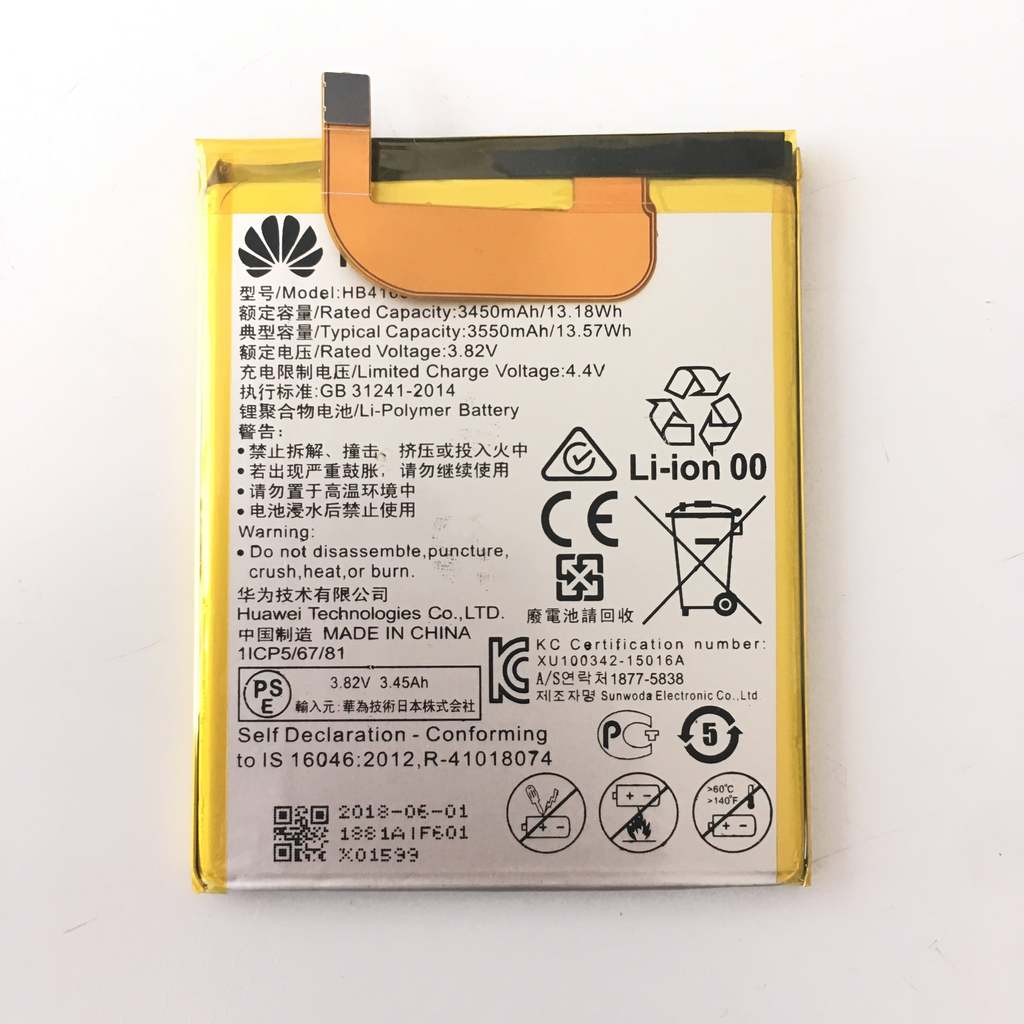 型号/Model:HB416
额定容量/Rated Capacity:3450mAh/13.18Wh
典型容量/Typical Capacity:3550mAh/13.57Wh
额定电压/Rated Voltage:3.82V
充电限制电压/Limited Charge Voltage:4.4V
执行标准:GB 31241-2014
锂聚合物电池/Li-Polymer Battery
警告:
•禁止拆解、撞击、挤压或投入火中
•若出现严重鼓胀，请勿继续使用
•请勿置于高温环境中
•电池浸水后禁止使用
Warning:
•Do not disassemble,puncture,
crush,heat,or burn.
华为技术有限公司
Huawei Technologies Co.,LTD.
中国制造 MADE IN CHINA
1ICP5/67/81
Li-ion 00
CE
廢電池請回收
KC
KC Certification number:
XU100342-15016A
A/S연락처1877-5838
제조자명 Sunwoda Electronic Co.,Ltd
PS
E
3.82V 3.45Ah
輸入元:華為技術日本株式会社
PCT
5
Self Declaration - Conforming
to IS 16046:2012,R-41018074
>60℃
>140℉
2018-06-01
1881AIF601
X01599